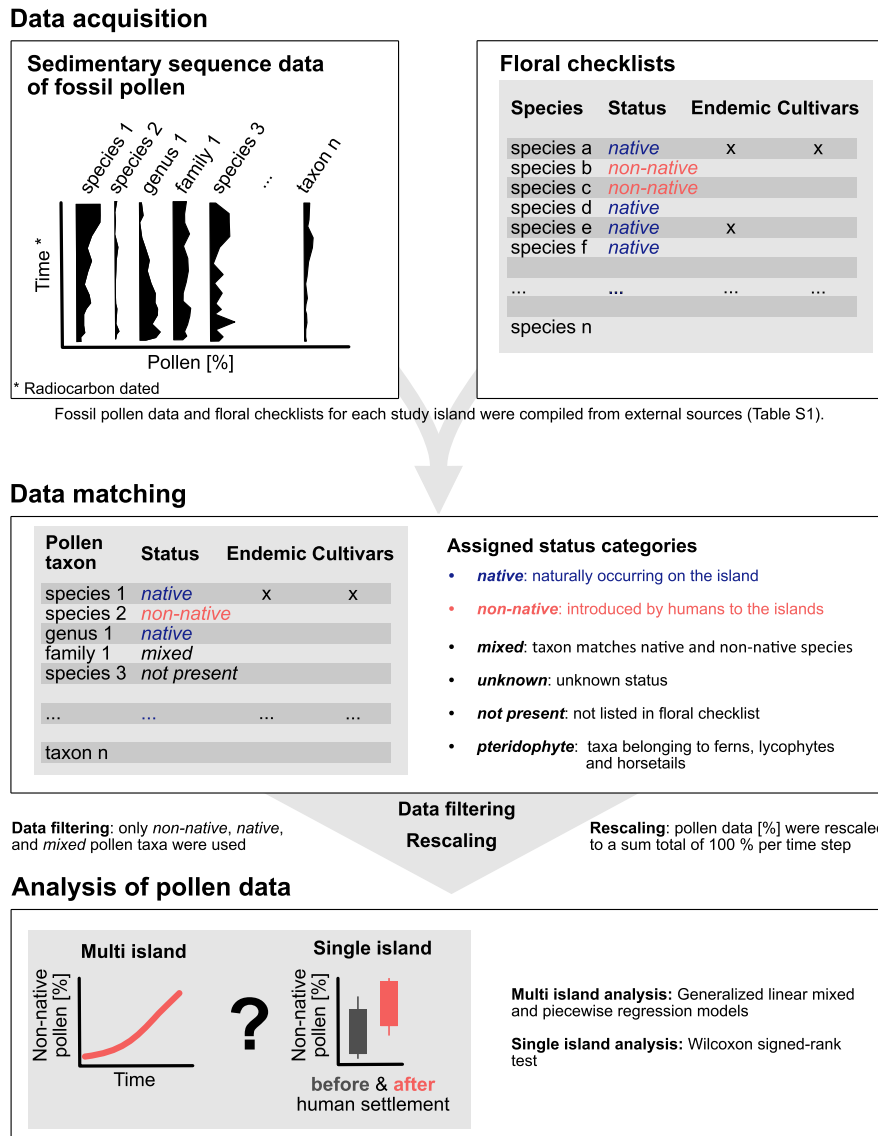 Data acquisition
Sedimentary sequence data
of fossil pollen
species 1
species 2
genus 1
family 1
species 3
...
taxon n
Time *
Pollen [%]
* Radiocarbon dated
Floral checklists
Species Status Endemic Cultivars
species a native x x
species b non-native
species c non-native
species d native
species e native x
species f native
... ... ... ...
species n
Fossil pollen data and floral checklists for each study island were compiled from external sources (Table S1).
Data matching
Pollen
taxon Status Endemic Cultivars
species 1 native x x
species 2 non-native
genus 1 native
family 1 mixed
species 3 not present
... ... ... ...
taxon n
Assigned status categories
• native: naturally occurring on the island
• non-native: introduced by humans to the islands
• mixed: taxon matches native and non-native species
• unknown: unknown status
• not present: not listed in floral checklist
• pteridophyte: taxa belonging to ferns, lycophytes
and horsetails
Data filtering
Rescaling
Data filtering: only non-native, native,
and mixed pollen taxa were used
Rescaling: pollen data [%] were rescaled
to a sum total of 100 % per time step
Analysis of pollen data
Multi island
Non-native
pollen [%]
Time
?
Single island
Non-native
pollen [%]
before & after
human settlement
Multi island analysis: Generalized linear mixed
and piecewise regression models
Single island analysis: Wilcoxon signed-rank
test